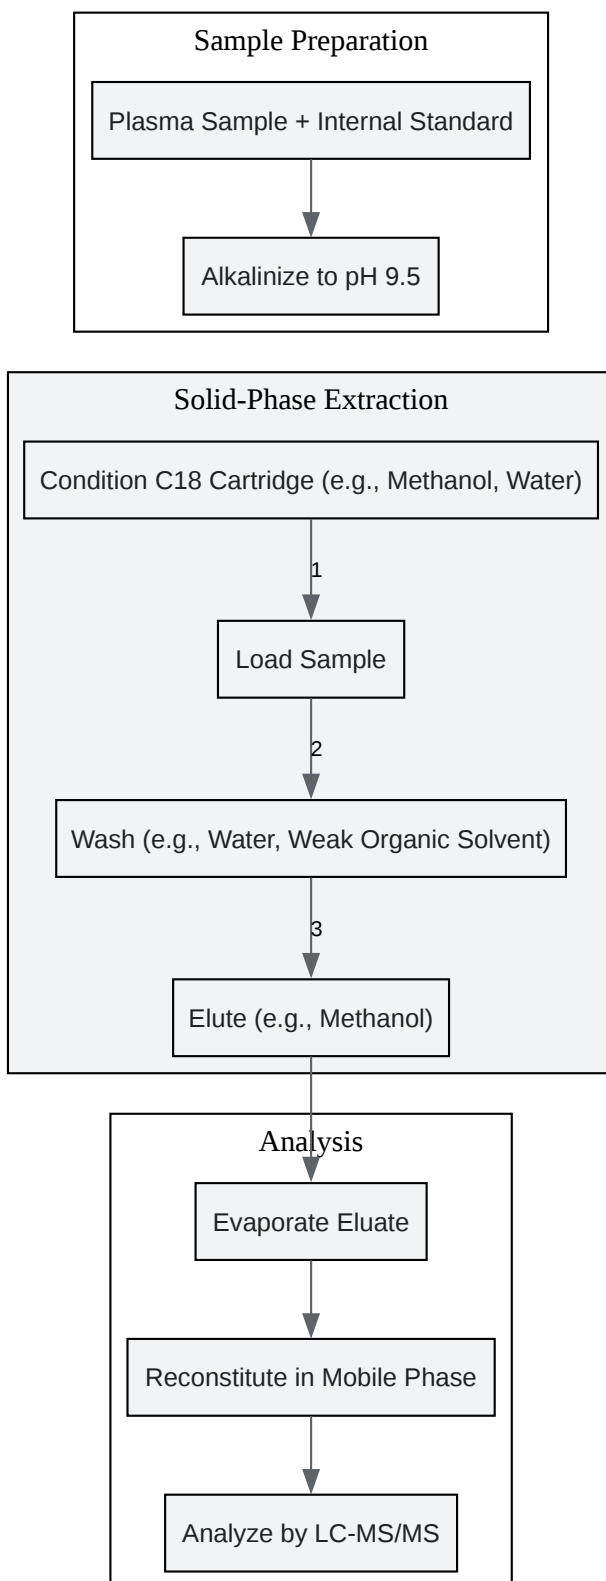 Sample Preparation
Plasma Sample + Internal Standard
Alkalinize to pH 9.5
Solid-Phase Extraction
Condition C18 Cartridge (e.g., Methanol, Water)
1
Load Sample
2
Wash (e.g., Water, Weak Organic Solvent)
3
Elute (e.g., Methanol)
Analysis
Evaporate Eluate
Reconstitute in Mobile Phase
Analyze by LC-MS/MS